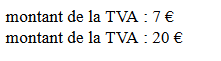 montant de la TVA : 7 €
montant de la TVA : 20 €